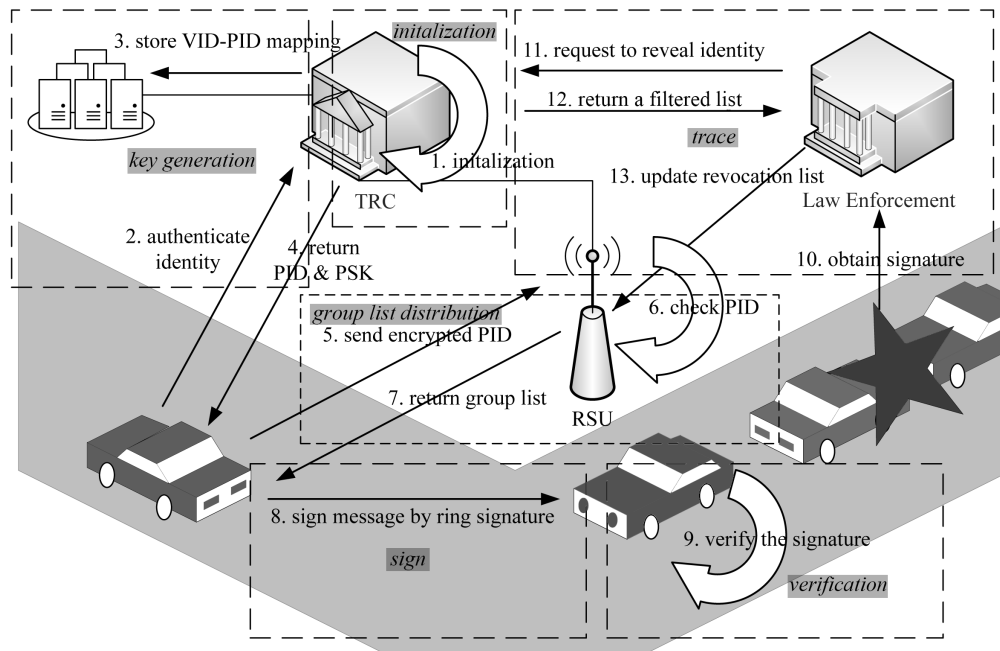 3. store VID-PID mapping
initalization
11. request to reveal identity
12. return a filtered list
trace
key generation
1. initalization
TRC
13. update revocation list
Law Enforcement
2. authenticate
identity
4. return
PID & PSK
10. obtain signature
group list distribution
5. send encrypted PID
6. check PID
7. return group list
RSU
8. sign message by ring signature
sign
9. verify the signature
verification